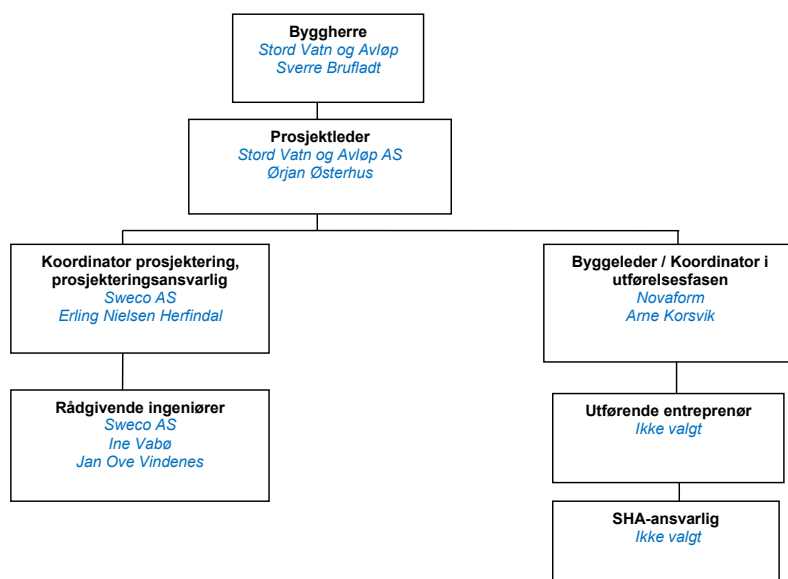 Byggherre
Stord Vatn og Avløp
Sverre Brufladt
Prosjektleder
Stord Vatn og Avløp AS
Ørjan Østerhus
Koordinator prosjektering,
prosjekteringsansvarlig
Sweco AS
Erling Nielsen Herfindal
Byggeleder / Koordinator i
utførelsesfasen
Novaform
Arne Korsvik
Rådgivende ingeniører
Sweco AS
Ine Vabø
Jan Ove Vindenes
Utførende entreprenør
Ikke valgt
SHA-ansvarlig
Ikke valgt